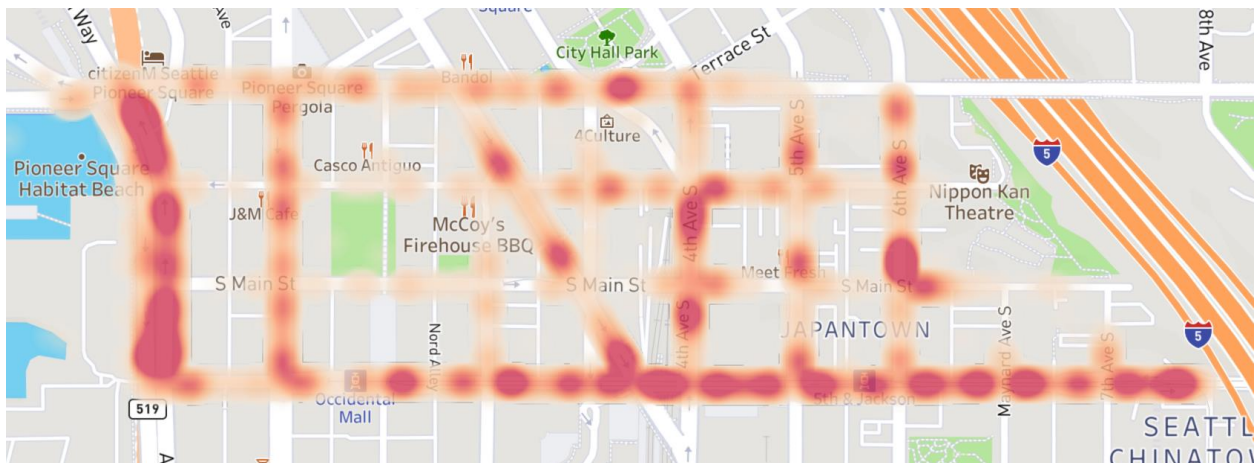 Way
Ave
Square
8th Ave
City Hall Park
Terrace St
citizenM Seattle
Pioneer Square
Pioneer Square
Pergola
Bandol
4Culture
5th Ave S
5
Pioneer Square
Habitat Beach
Casco Antiguo
6th Ave S
Nippon Kan
Theatre
J&M Cafe
McCoy's
Firehouse BBQ
4th Ave S
Meet Fresh
S Main St
S Main St
S Main St
4th Ave S
JAPANTOWN
Nord Alley
Maynard Ave S
7th Ave S
5
519
Occidental
Mall
5th & Jackson
A
SEATTL
CHINATOW